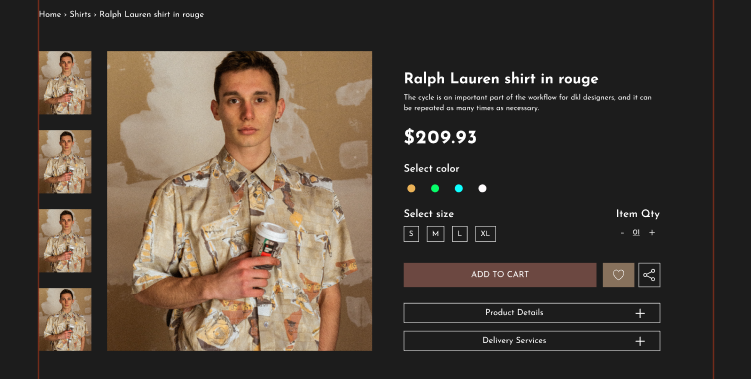 Home › Shirts › Ralph Lauren shirt in rouge
Ralph Lauren shirt in rouge
The cycle is an important part of the workflow for dkl designers, and it can
be repeated as many times as necessary.
$209.93
Select color
Select size
Item Qty
S M L XL
- 01 +
ADD TO CART
Product Details +
Delivery Services +